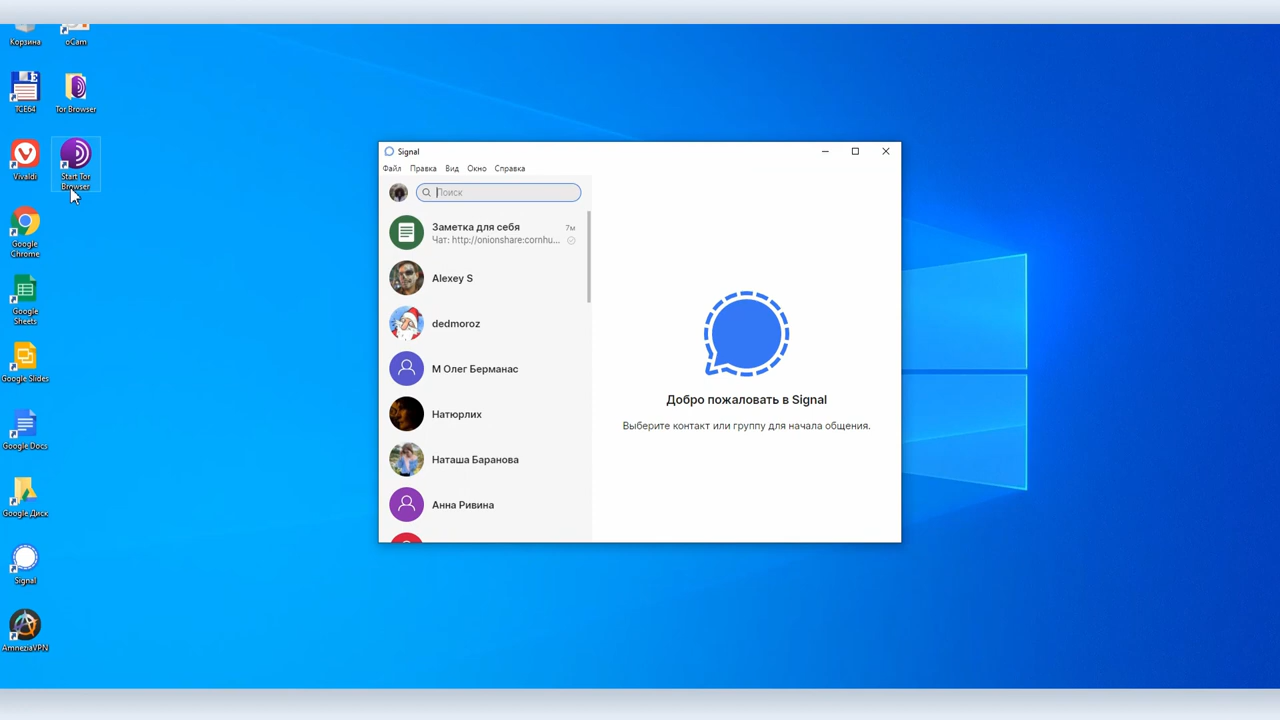 Корзина
oCam
TCE64
Tor Browser
Vivaldi
Start Tor
Browser
Google
Chrome
Google
Sheets
Google Slides
Google Docs
Google Диск
Signal
AmneziaVPN
Signal
Файл Правка Вид Окно Справка
Поиск
Заметка для себя 7м
Чат: http://onionshare:cornhu...
Alexey S
dedmoroz
М Олег Берманас
Натюрлих
Наташа Баранова
Анна Ривина
Добро пожаловать в Signal
Выберите контакт или группу для начала общения.